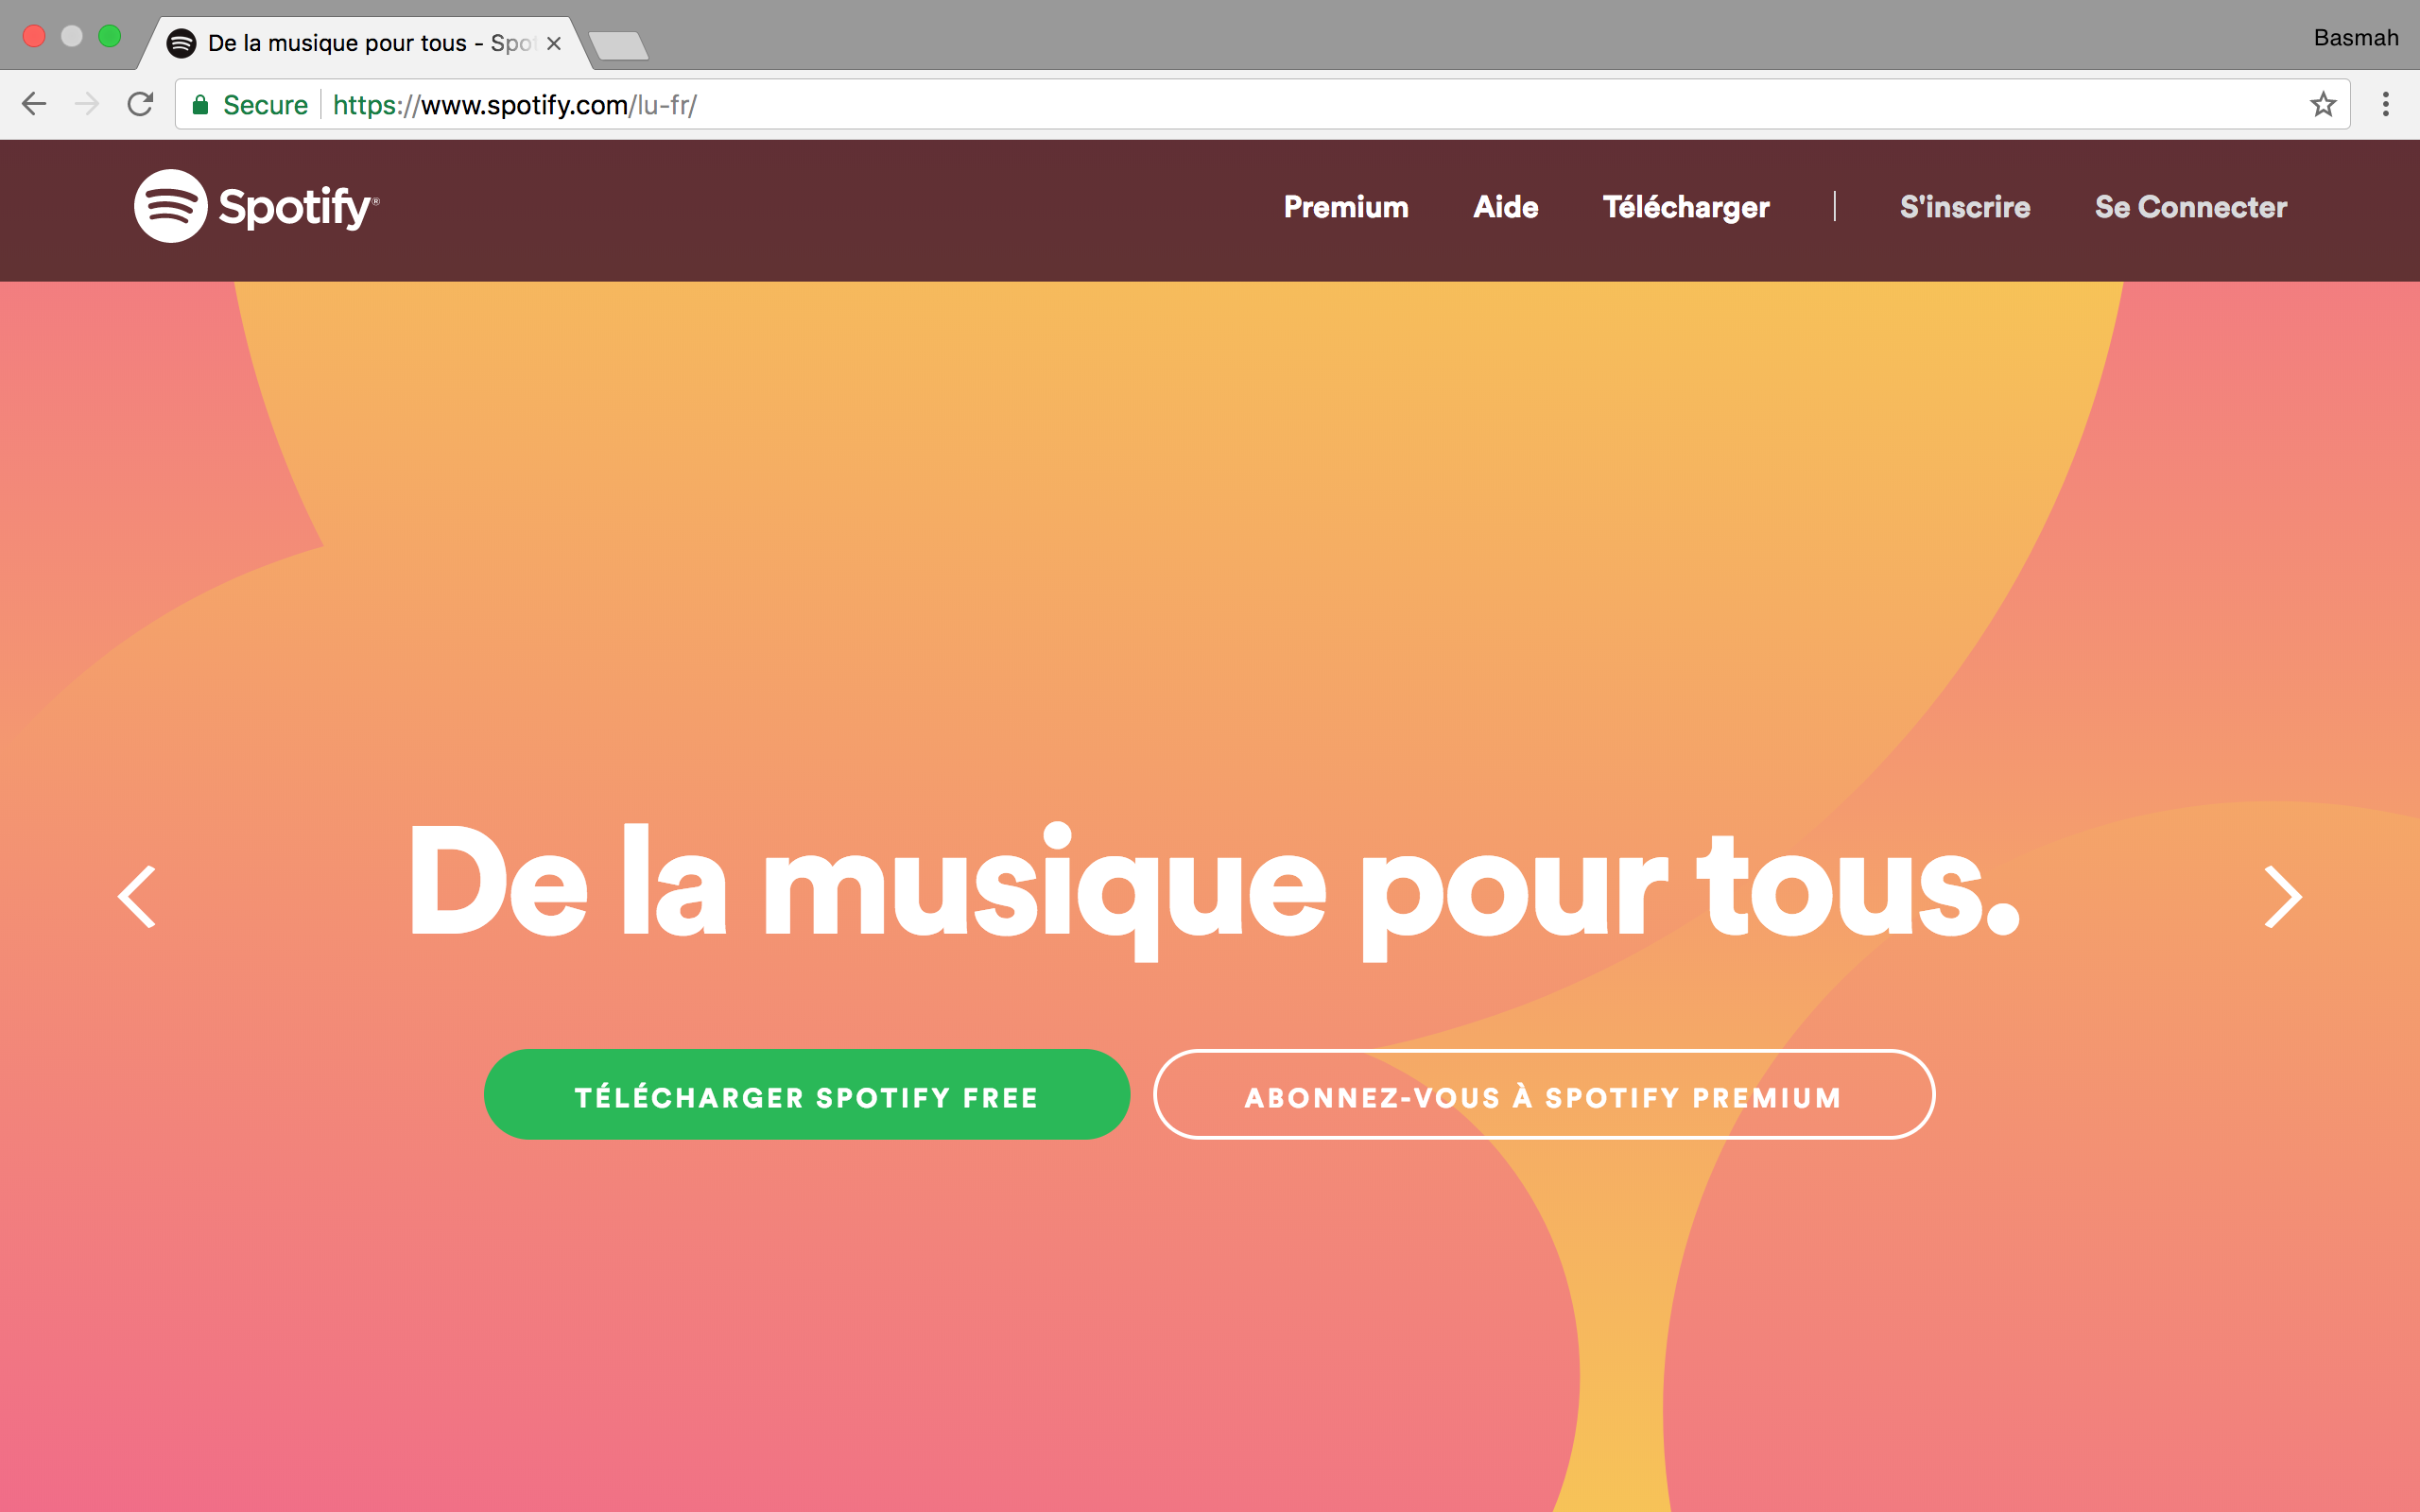 De la musique pour tous - Spot
Basmah
Secure
https://www.spotify.com/lu-fr/
Spotify®
Premium
Aide
Télécharger
S'inscrire
Se Connecter
De la musique pour tous.
TÉLÉCHARGER SPOTIFY FREE
ABONNEZ-VOUS À SPOTIFY PREMIUM